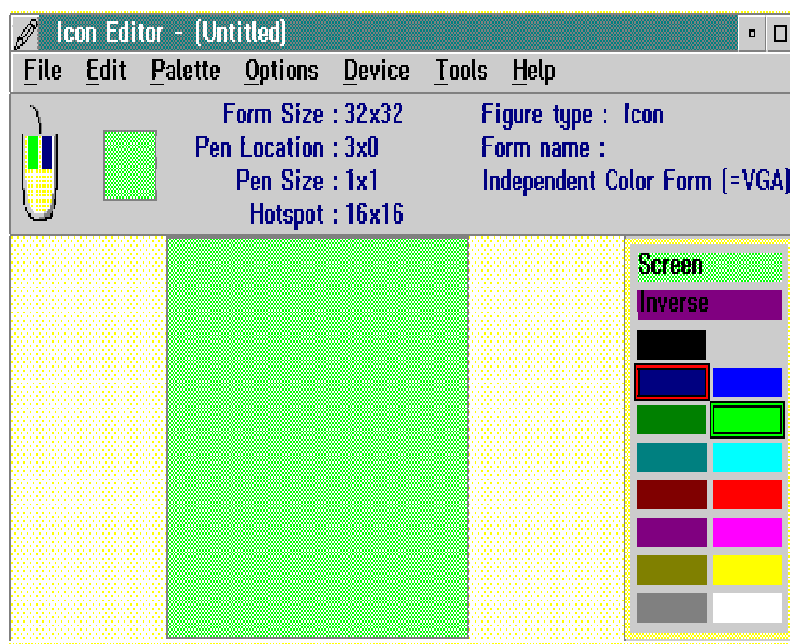 Icon Editor - (Untitled)
File Edit Palette Options Device Tools Help
Form Size : 32x32
Pen Location : 3x0
Pen Size : 1x1
Hotspot : 16x16
Figure type : Icon
Form name :
Independent Color Form (=VGA)
Screen
Inverse